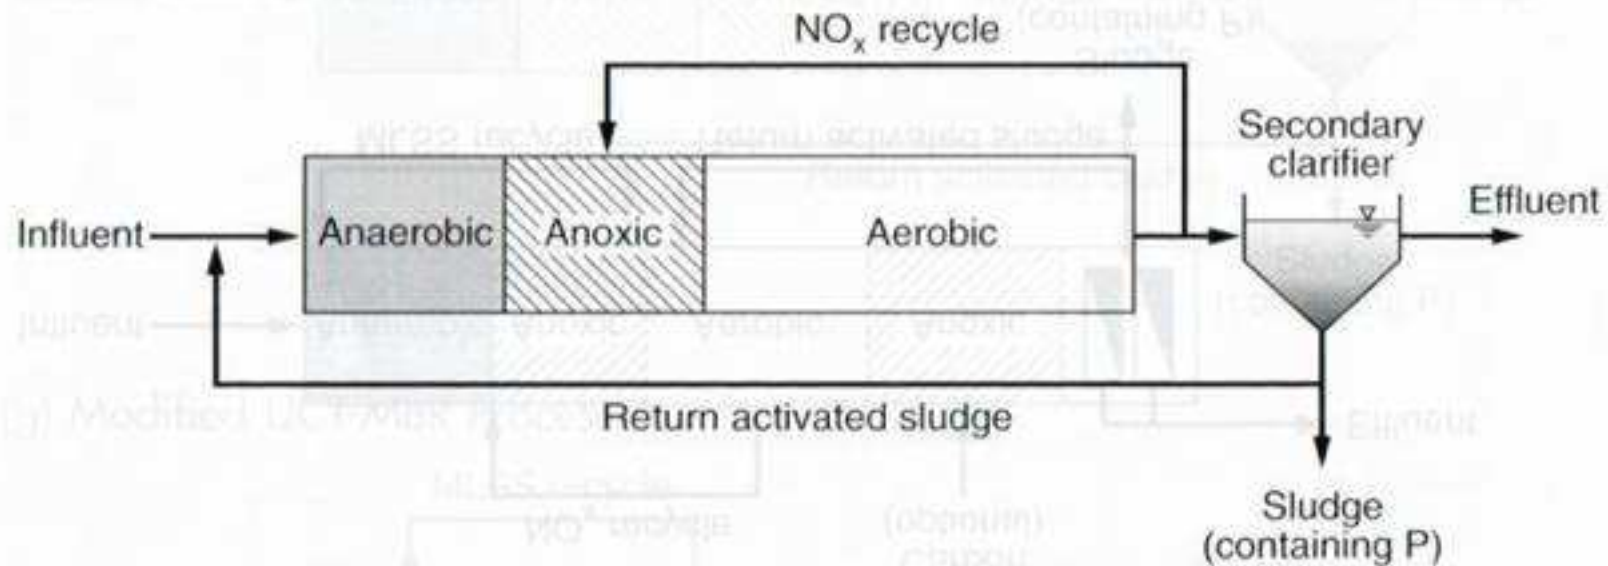 NOx recycle
Secondary
clarifier
Influent
Anaerobic
Anoxic
Aerobic
Effluent
Return activated sludge
Sludge
(containing P)